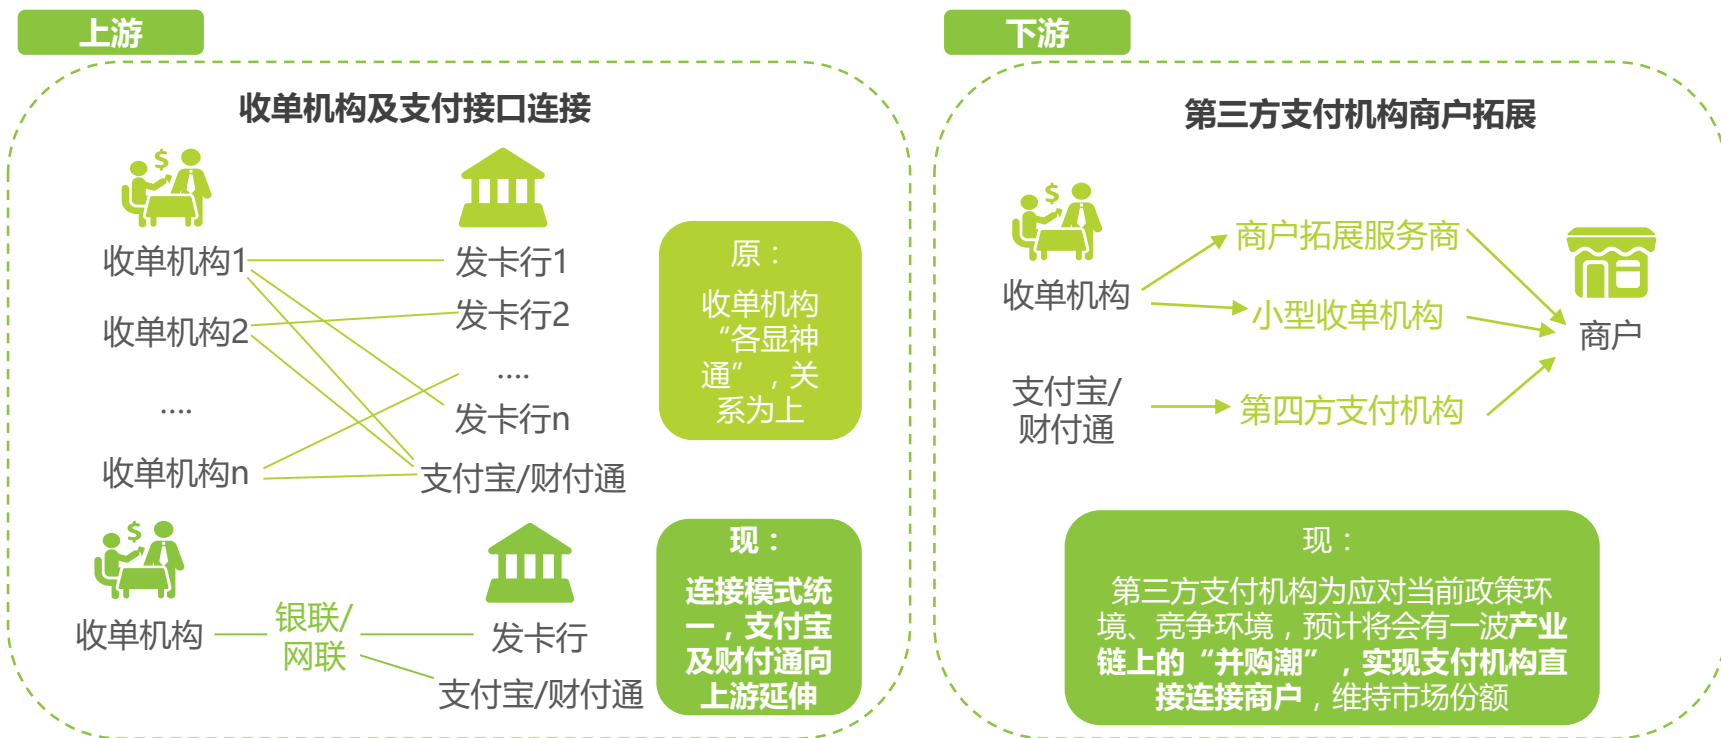 上游
收单机构及支付接口连接
$
收单机构1
收单机构2
....
收单机构n
发卡行1
发卡行2
....
发卡行n
支付宝/财付通
原：
收单机构
“各显神
通”，关
系为上
$
收单机构
银联/
网联
发卡行
支付宝/财付通
现：
连接模式统
一，支付宝
及财付通向
上游延伸
下游
第三方支付机构商户拓展
$
收单机构
支付宝/
财付通
商户拓展服务商
小型收单机构
第四方支付机构
商户
现：
第三方支付机构为应对当前政策环
境、竞争环境，预计将会有一波产业
链上的“并购潮”，实现支付机构直
接连接商户，维持市场份额